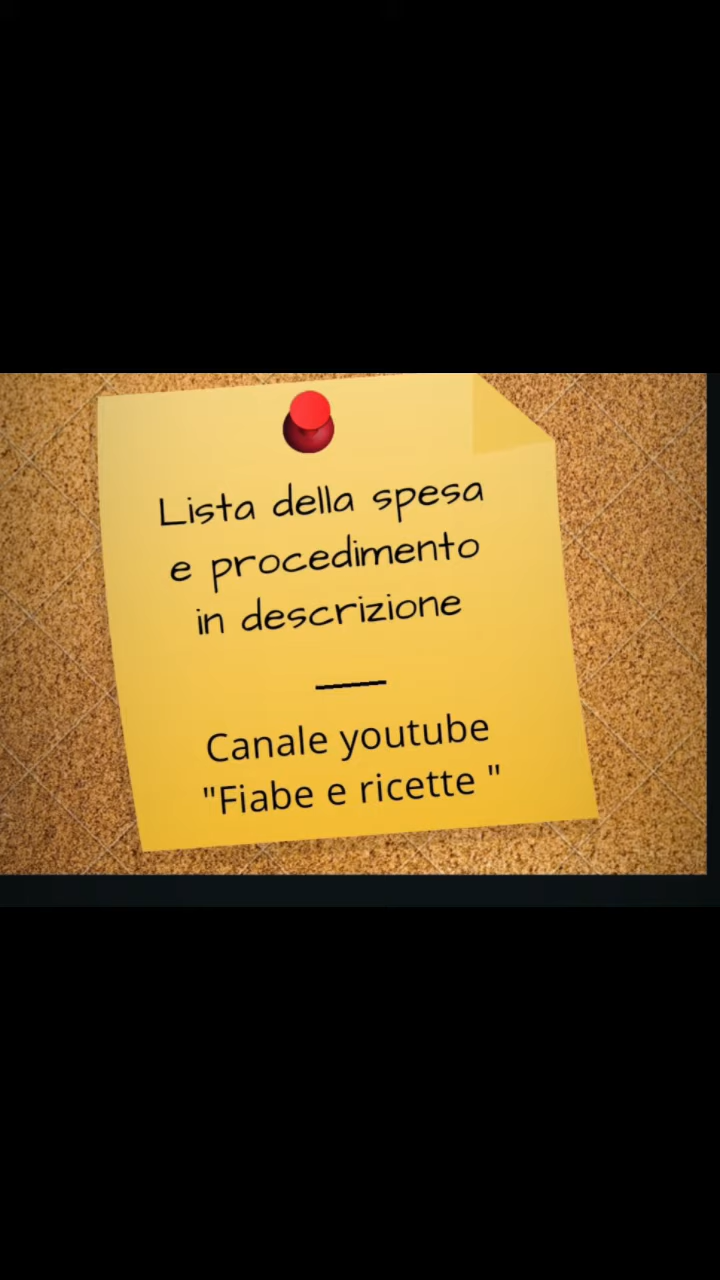 Lista della spesa
e procedimento
in descrizione
Canale youtube
"Fiabe e ricette "